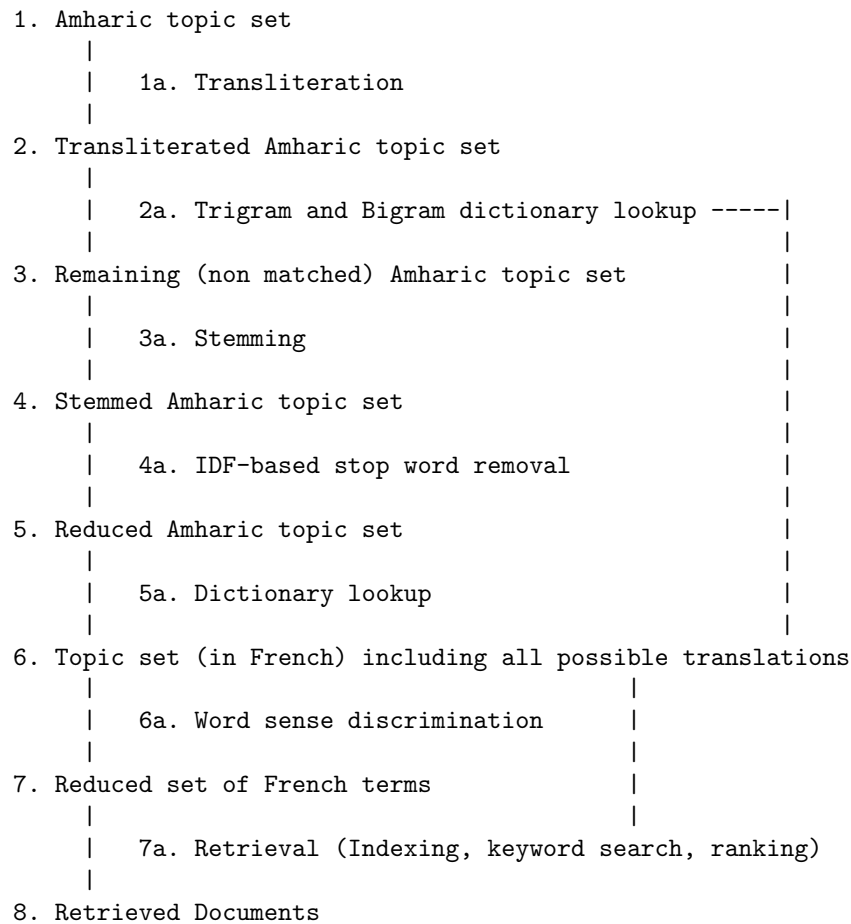 1. Amharic topic set
1a. Transliteration
2. Transliterated Amharic topic set
2a. Trigram and Bigram dictionary lookup
3. Remaining (non matched) Amharic topic set
3a. Stemming
4. Stemmed Amharic topic set
4a. IDF-based stop word removal
5. Reduced Amharic topic set
5a. Dictionary lookup
6. Topic set (in French) including all possible translations
6a. Word sense discrimination
7. Reduced set of French terms
7a. Retrieval (Indexing, keyword search, ranking)
8. Retrieved Documents